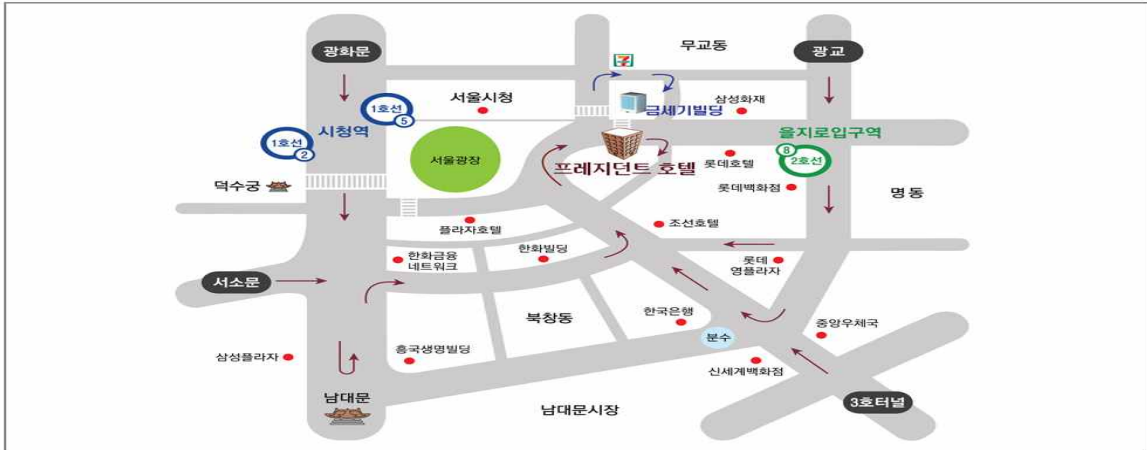 광화문
무교동
광교
7
1호선
5
서울시청
금세기빌딩
삼성화재
1호선
2
시청역
을지로입구역
8
2호선
서울광장
프레지던트 호텔
롯데호텔
덕수궁
롯데백화점
명동
플라자호텔
조선호텔
한화금융
네트워크
한화빌딩
롯데
영플라자
서소문
북창동
한국은행
분수
중앙우체국
삼성플라자
흥국생명빌딩
신세계백화점
남대문
남대문시장
3호터널